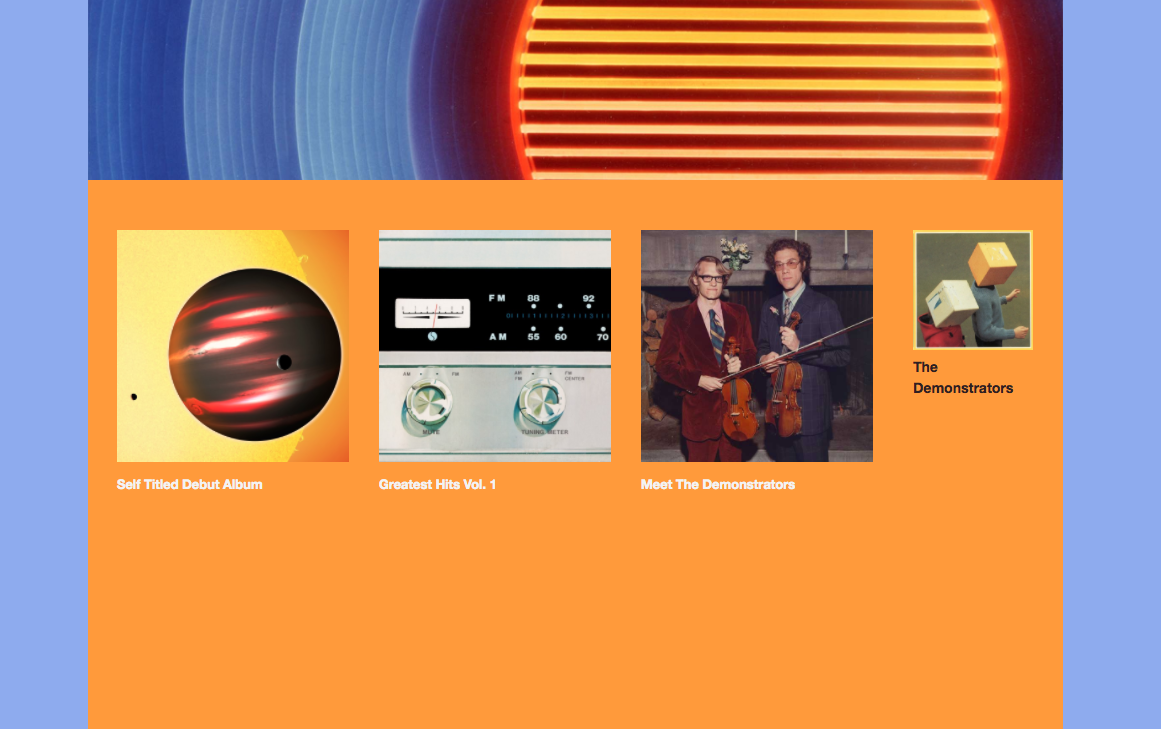 FM 88 92
AM 55 60 70
AM FM
AM FM
FM CENTER
MODE
TUNING METER
Self Titled Debut Album
Greatest Hits Vol. 1
Meet The Demonstrators
The
Demonstrators